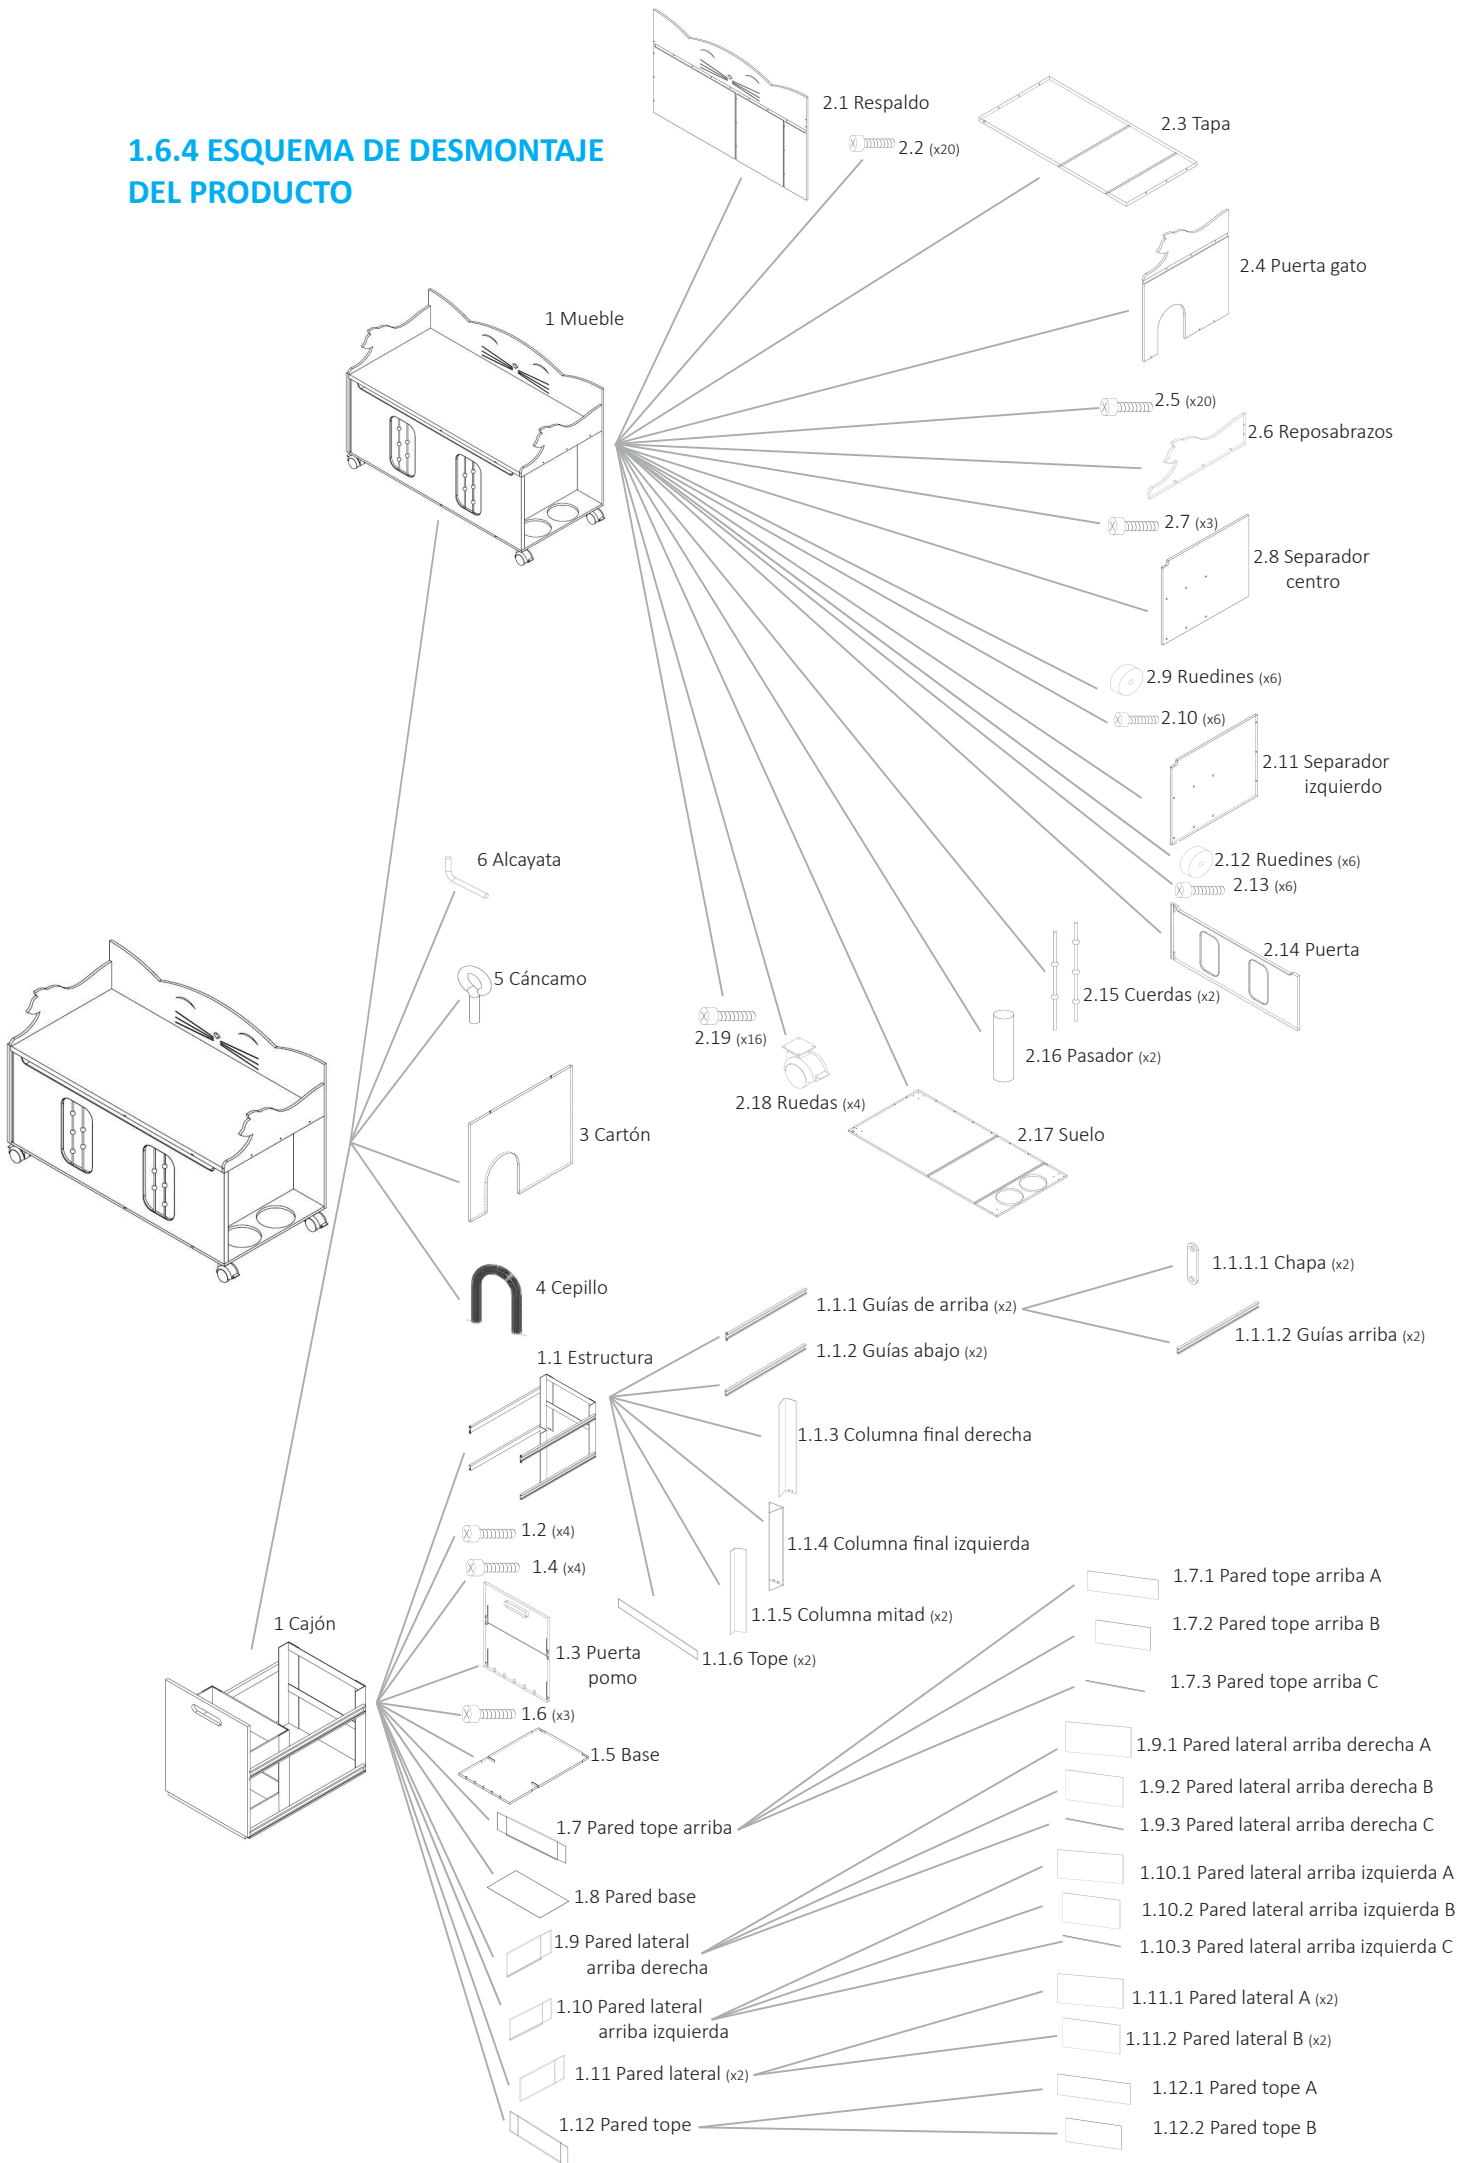 1.6.4 ESQUEMA DE DESMONTAJE
DEL PRODUCTO
2.1 Respaldo
2.2 (x20)
2.3 Tapa
2.4 Puerta gato
1 Mueble
2.5 (x20)
2.6 Reposabrazos
2.7 (x3)
2.8 Separador
centro
2.9 Ruedines (x6)
2.10 (x6)
2.11 Separador
izquierdo
2.12 Ruedines (x6)
2.13 (x6)
2.14 Puerta
2.15 Cuerdas (x2)
2.16 Pasador (x2)
2.17 Suelo
2.18 Ruedas (x4)
2.19 (x16)
6 Alcayata
5 Cáncamo
3 Cartón
4 Cepillo
1.1 Estructura
1.1.1 Guías de arriba (x2)
1.1.1.1 Chapa (x2)
1.1.1.2 Guías arriba (x2)
1.1.2 Guías abajo (x2)
1.1.3 Columna final derecha
1.1.4 Columna final izquierda
1.1.5 Columna mitad (x2)
1.1.6 Tope (x2)
1 Cajón
1.2 (x4)
1.4 (x4)
1.3 Puerta
pomo
1.6 (x3)
1.5 Base
1.7 Pared tope arriba
1.8 Pared base
1.9 Pared lateral
arriba derecha
1.10 Pared lateral
arriba izquierda
1.11 Pared lateral (x2)
1.12 Pared tope
1.7.1 Pared tope arriba A
1.7.2 Pared tope arriba B
1.7.3 Pared tope arriba C
1.9.1 Pared lateral arriba derecha A
1.9.2 Pared lateral arriba derecha B
1.9.3 Pared lateral arriba derecha C
1.10.1 Pared lateral arriba izquierda A
1.10.2 Pared lateral arriba izquierda B
1.10.3 Pared lateral arriba izquierda C
1.11.1 Pared lateral A (x2)
1.11.2 Pared lateral B (x2)
1.12.1 Pared tope A
1.12.2 Pared tope B